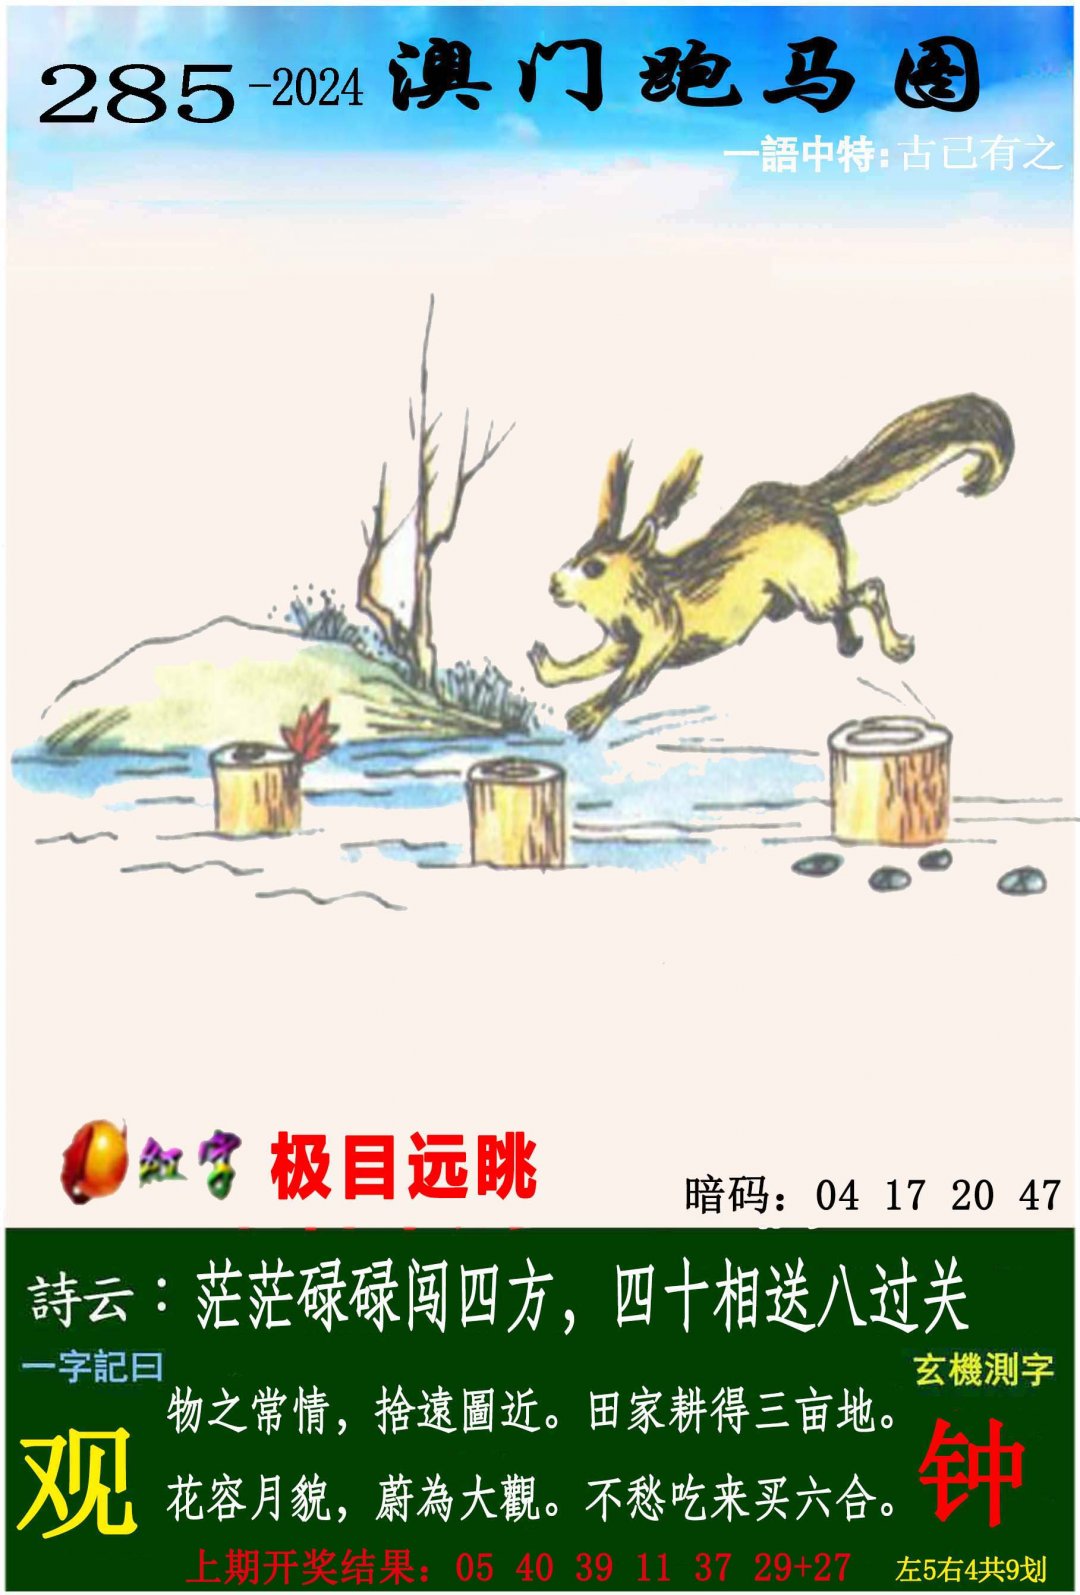 285-2024 澳门跑马图
一語中特:古已有之
紅字 极目远眺
暗码：04 17 20 47
詩云：茫茫碌碌闯四方，四十相送八过关
一字記曰
玄機測字
物之常情，捨遠圖近。田家耕得三亩地。
观
钟
花容月貌，蔚為大觀。不愁吃来买六合。
上期开奖结果：05 40 39 11 37 29+27
左5右4共9划